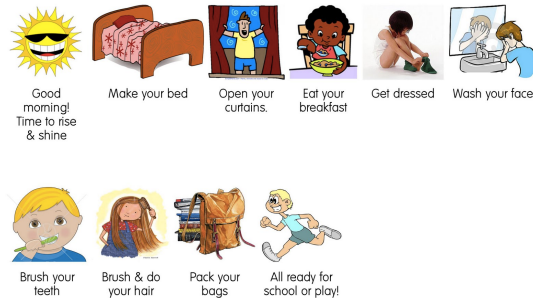 Good
morning!
Time to rise
& shine
Make your bed
Open your
curtains.
Eat your
breakfast
Get dressed
Wash your face
Brush your
teeth
Brush & do
your hair
Pack your
bags
All ready for
school or play!